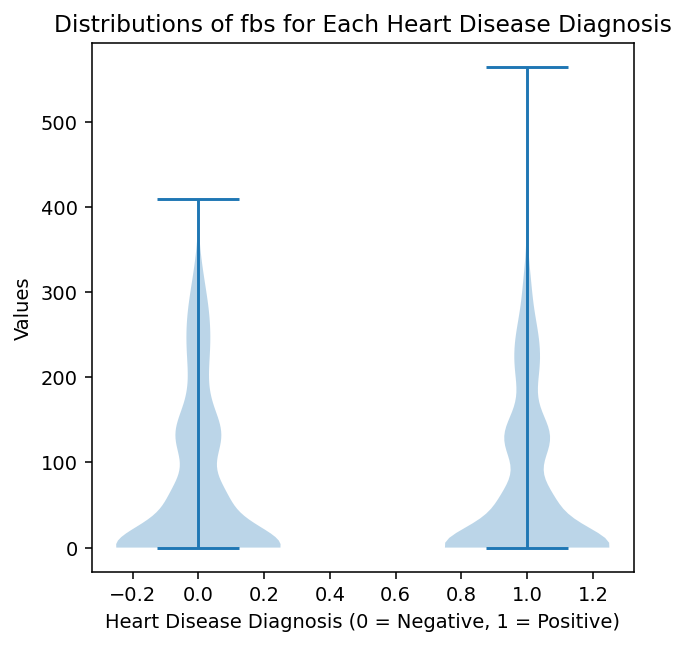 Distributions of fbs for Each Heart Disease Diagnosis
500
400
300
200
100
0
Values
−0.2 0.0 0.2 0.4 0.6 0.8 1.0 1.2
Heart Disease Diagnosis (0 = Negative, 1 = Positive)